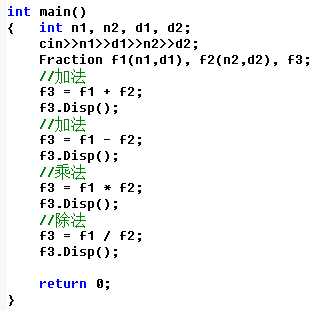 int main()
{   int n1, n2, d1, d2;
    cin>>n1>>d1>>n2>>d2;
    Fraction f1(n1,d1), f2(n2,d2), f3;
    //加法
    f3 = f1 + f2;
    f3.Disp();
    //加法
    f3 = f1 - f2;
    f3.Disp();
    //乘法
    f3 = f1 * f2;
    f3.Disp();
    //除法
    f3 = f1 / f2;
    f3.Disp();

    return 0;
}